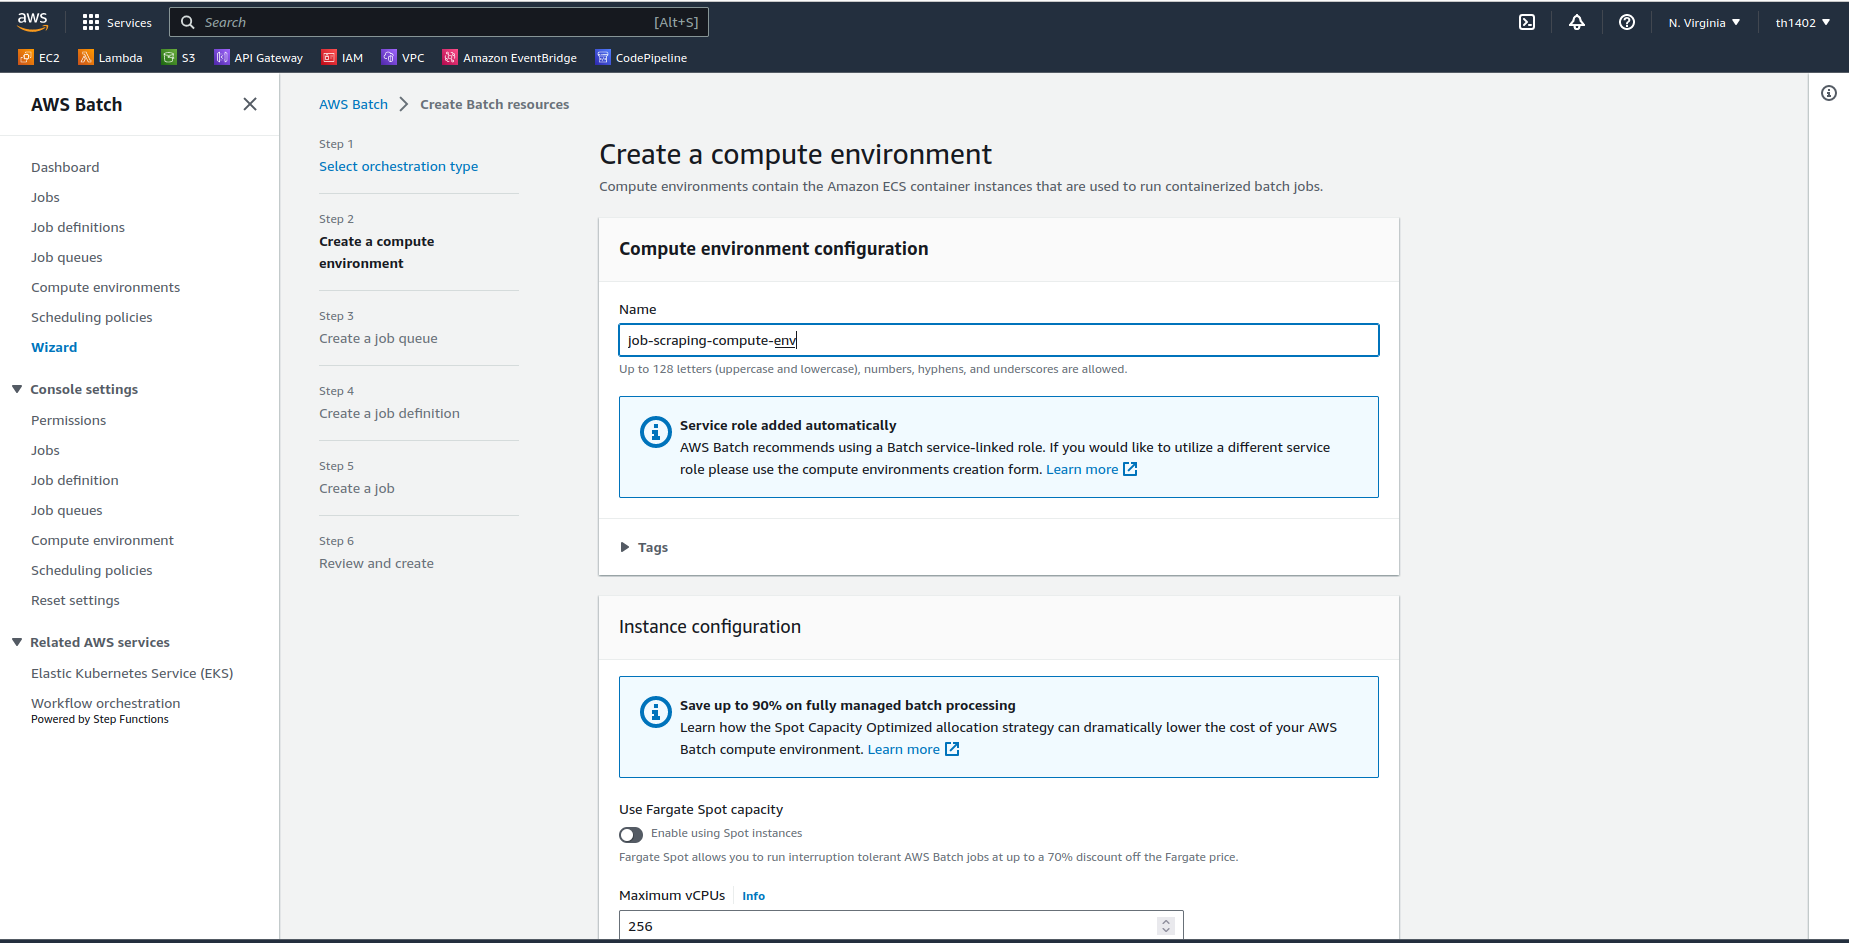 aws
Services
Search
[Alt+S]
N. Virginia
th1402
EC2
Lambda
S3
API Gateway
IAM
VPC
Amazon EventBridge
CodePipeline
AWS Batch
Dashboard
Jobs
Job definitions
Job queues
Compute environments
Scheduling policies
Wizard
Console settings
Permissions
Jobs
Job definition
Job queues
Compute environment
Scheduling policies
Reset settings
Related AWS services
Elastic Kubernetes Service (EKS)
Workflow orchestration
Powered by Step Functions
AWS Batch > Create Batch resources
Step 1
Select orchestration type
Step 2
Create a compute
environment
Step 3
Create a job queue
Step 4
Create a job definition
Step 5
Create a job
Step 6
Review and create
Create a compute environment
Compute environments contain the Amazon ECS container instances that are used to run containerized batch jobs.
Compute environment configuration
Name
job-scraping-compute-env
Up to 128 letters (uppercase and lowercase), numbers, hyphens, and underscores are allowed.
Service role added automatically
AWS Batch recommends using a Batch service-linked role. If you would like to utilize a different service
role please use the compute environments creation form. Learn more
Tags
Instance configuration
Save up to 90% on fully managed batch processing
Learn how the Spot Capacity Optimized allocation strategy can dramatically lower the cost of your AWS
Batch compute environment. Learn more
Use Fargate Spot capacity
Enable using Spot instances
Fargate Spot allows you to run interruption tolerant AWS Batch jobs at up to a 70% discount off the Fargate price.
Maximum vCPUs
Info
256